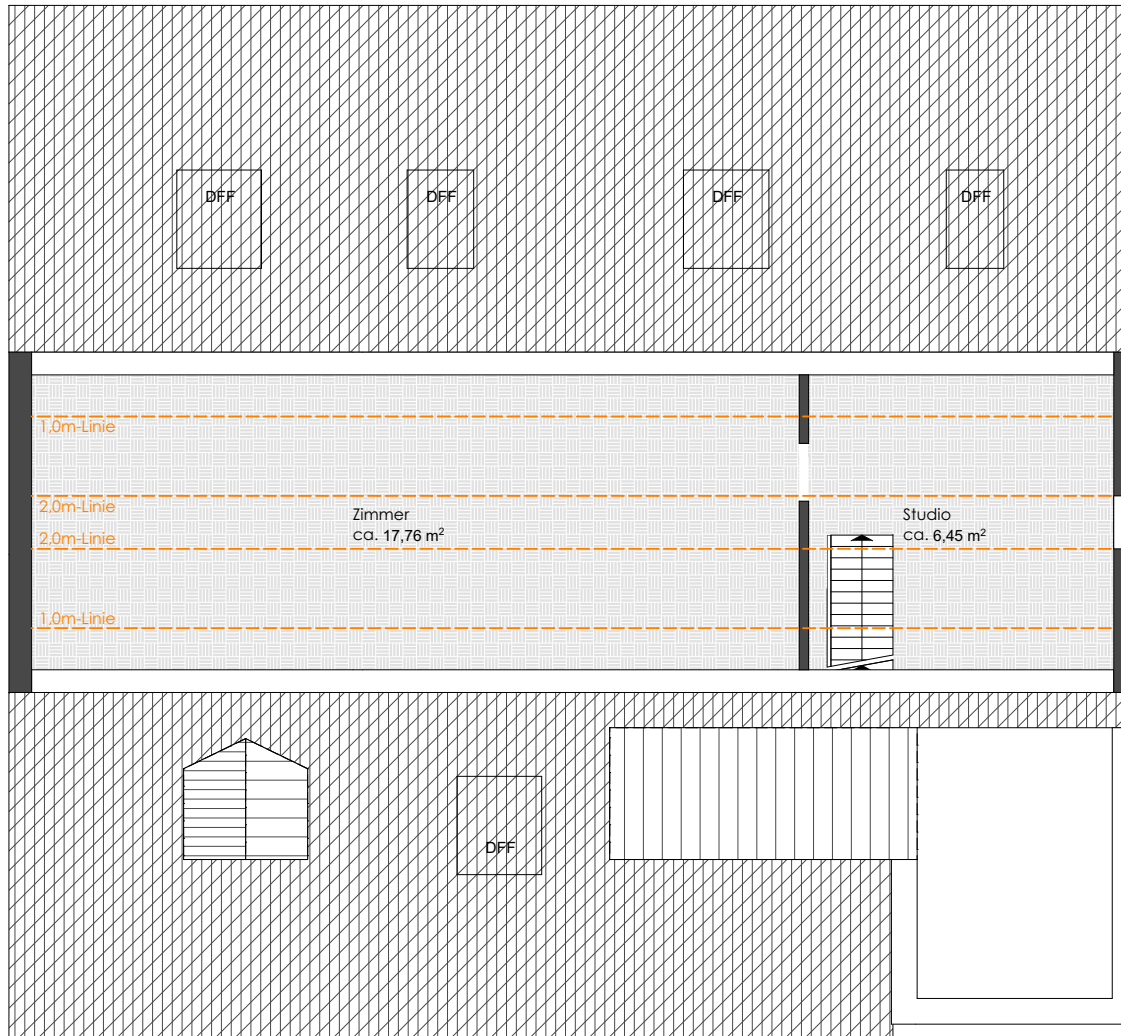 DFF
DFF
DFF
DFF
1,0m-Linie
2,0m-Linie
Zimmer
ca. 17,76 m²
2,0m-Linie
Studio
ca. 6,45 m²
1,0m-Linie
DFF